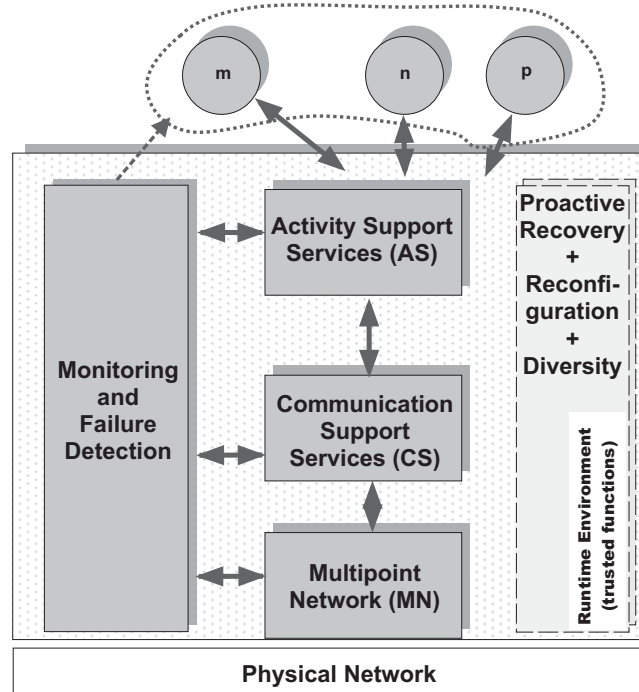 m
n
p
Activity Support
Services (AS)
Proactive
Recovery
+
Reconfi-
guration
+
Diversity
Monitoring
and
Failure
Detection
Communication
Support
Services (CS)
Runtime Environment
(trusted functions)
Multipoint
Network (MN)
Physical Network